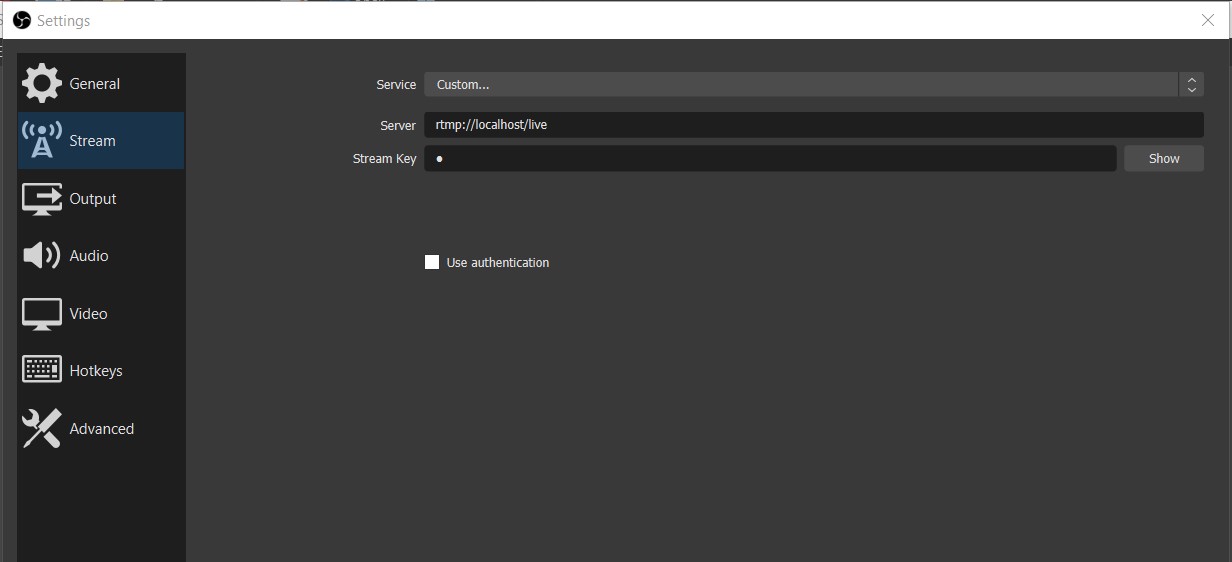 Settings
General
Stream
Output
Audio
Video
Hotkeys
Advanced
Service Custom...
Server rtmp://localhost/live
Stream Key ● Show
Use authentication